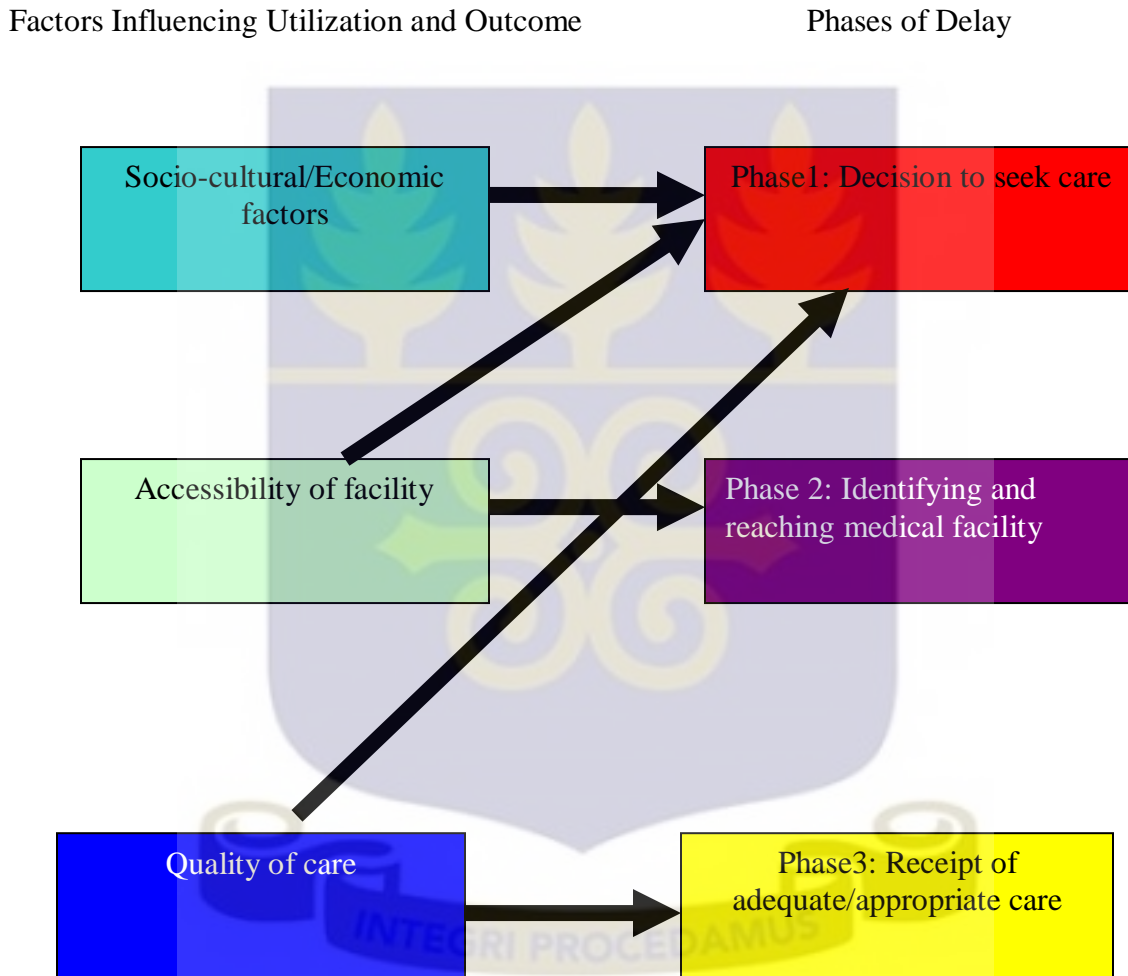 Factors Influencing Utilization and Outcome
Phases of Delay
Socio-cultural/Economic
factors
Phase1: Decision to seek care
Accessibility of facility
Phase 2: Identifying and
reaching medical facility
Quality of care
Phase3: Receipt of
adequate/appropriate care
INTEGRI PROCEDAMUS